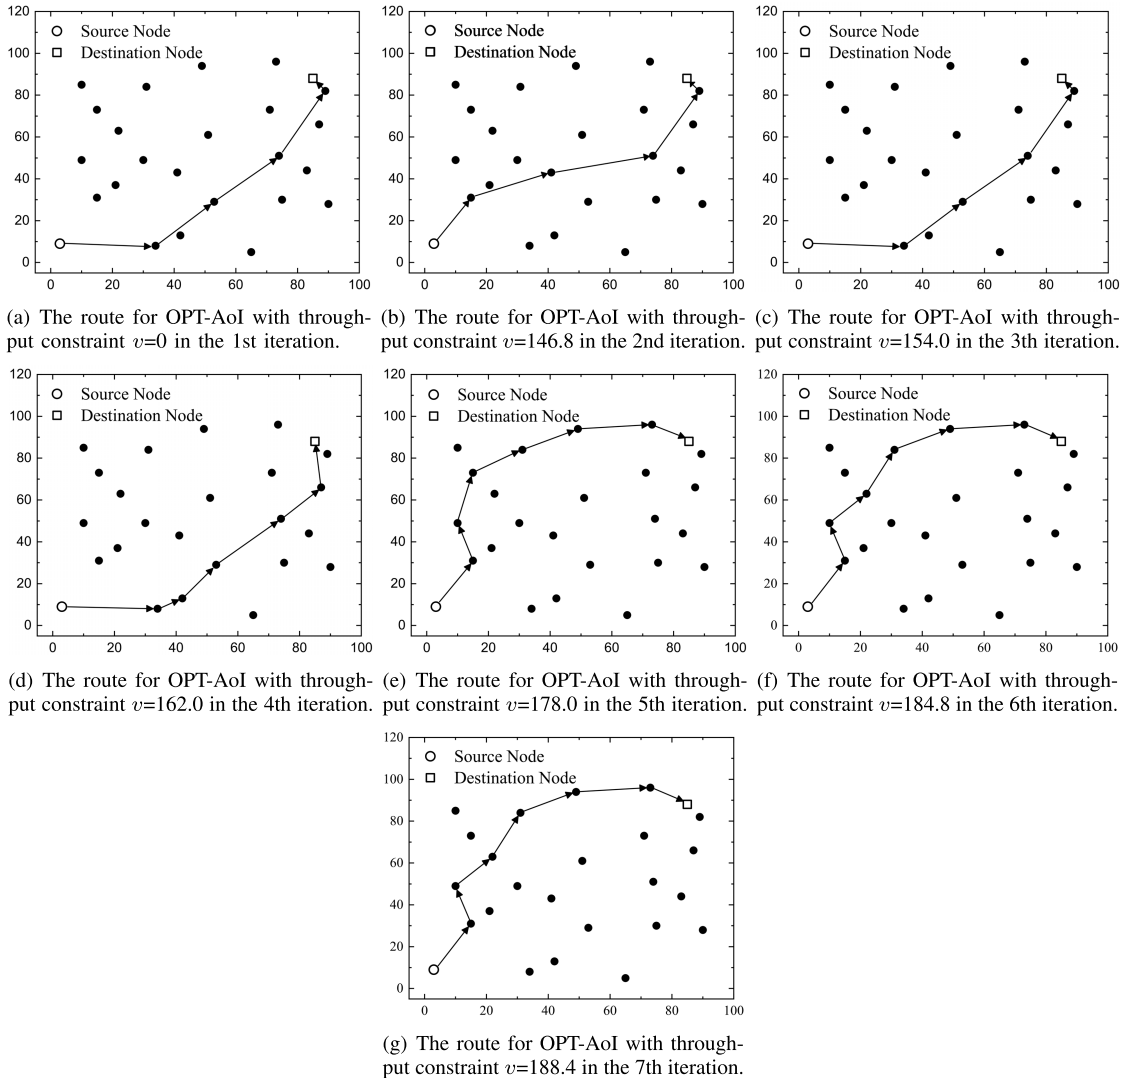 120
100
80
60
40
20
0
0 20 40 60 80 100
Source Node
Destination Node
(a) The route for OPT-AoI with through-
put constraint v=0 in the 1st iteration.
120
100
80
60
40
20
0
0 20 40 60 80 100
Source Node
Destination Node
(b) The route for OPT-AoI with through-
put constraint v=146.8 in the 2nd iteration.
120
100
80
60
40
20
0
0 20 40 60 80 100
Source Node
Destination Node
(c) The route for OPT-AoI with through-
put constraint v=154.0 in the 3th iteration.
120
100
80
60
40
20
0
0 20 40 60 80 100
Source Node
Destination Node
(d) The route for OPT-AoI with through-
put constraint v=162.0 in the 4th iteration.
120
100
80
60
40
20
0
0 20 40 60 80 100
Source Node
Destination Node
(e) The route for OPT-AoI with through-
put constraint v=178.0 in the 5th iteration.
120
100
80
60
40
20
0
0 20 40 60 80 100
Source Node
Destination Node
(f) The route for OPT-AoI with through-
put constraint v=184.8 in the 6th iteration.
120
100
80
60
40
20
0
0 20 40 60 80 100
Source Node
Destination Node
(g) The route for OPT-AoI with through-
put constraint v=188.4 in the 7th iteration.